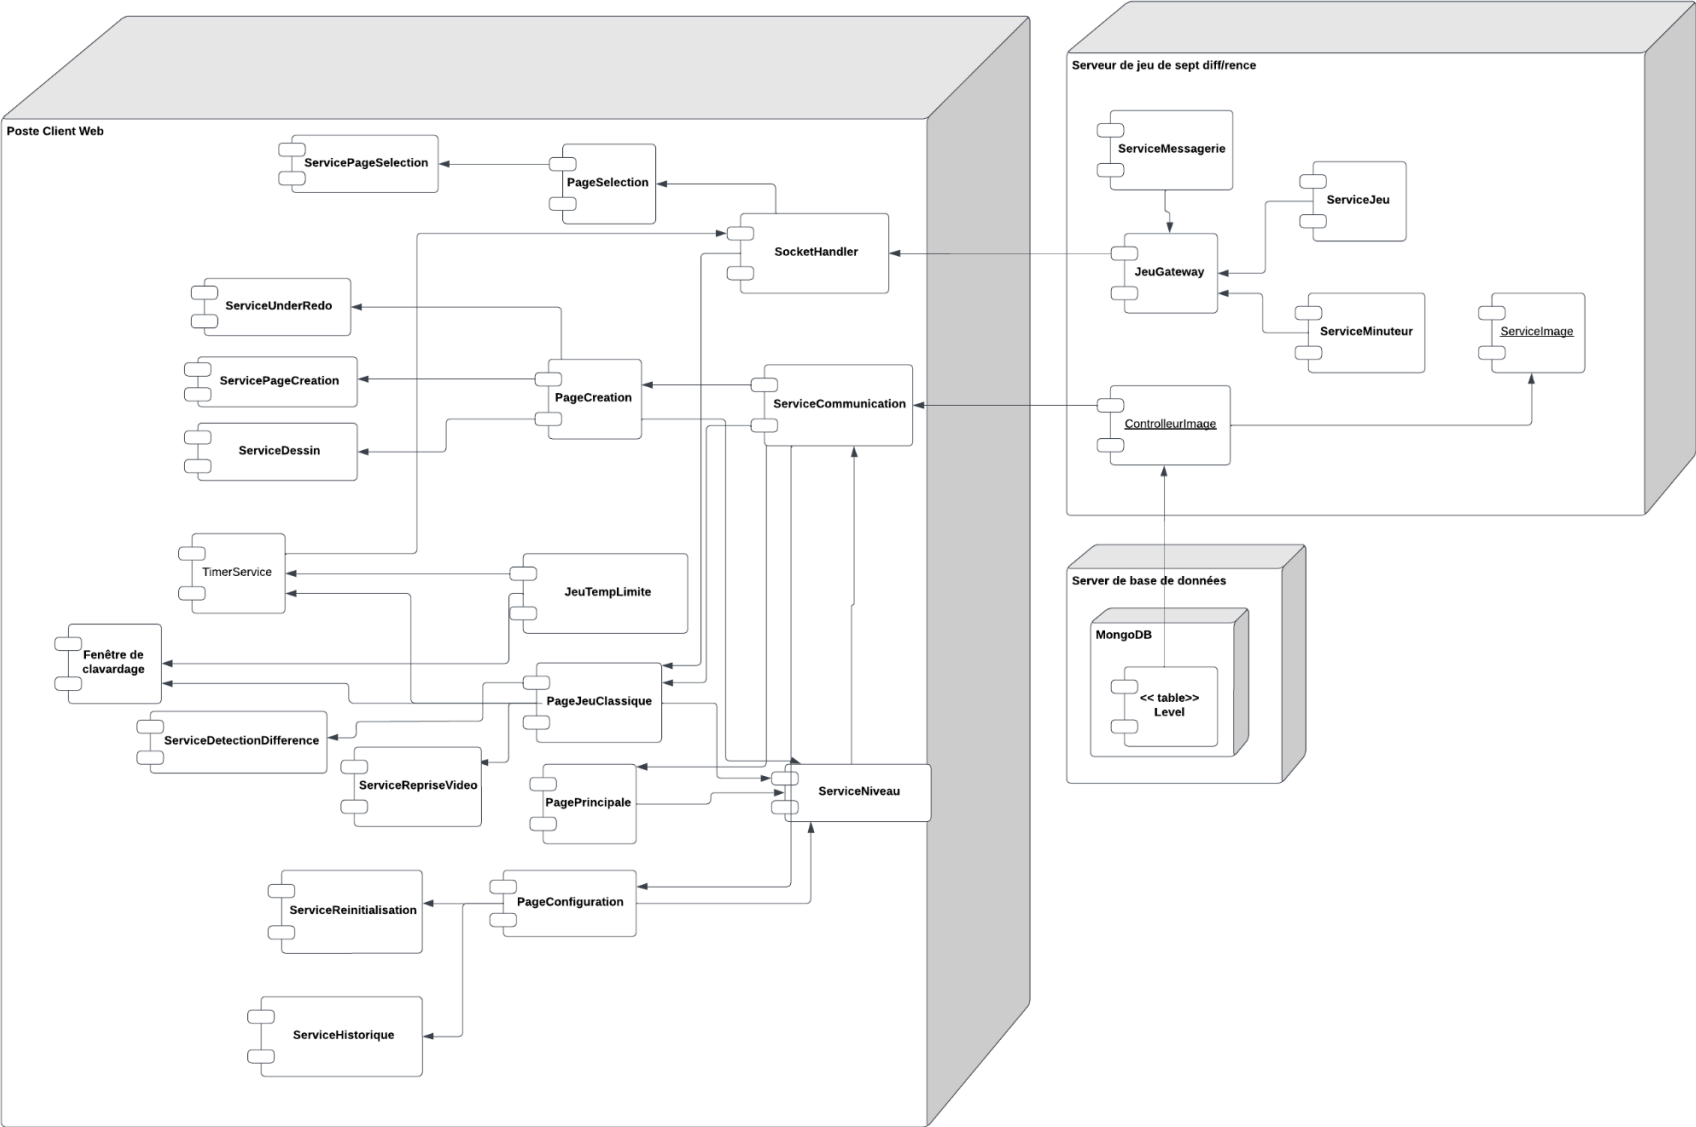 Poste Client Web
ServicePageSelection
PageSelection
SocketHandler
ServiceUnderRedo
ServicePageCreation
PageCreation
ServiceCommunication
ServiceDessin
TimerService
JeuTempLimite
Fenêtre de
clavardage
PageJeuClassique
ServiceDetectionDifference
ServiceRepriseVideo
PagePrincipale
ServiceNiveau
ServiceReinitialisation
PageConfiguration
ServiceHistorique
Serveur de jeu de sept diff/rence
ServiceMessagerie
ServiceJeu
JeuGateway
ServiceMinuteur
ServiceImage
ControlleurImage
Server de base de données
MongoDB
<< table>>
Level